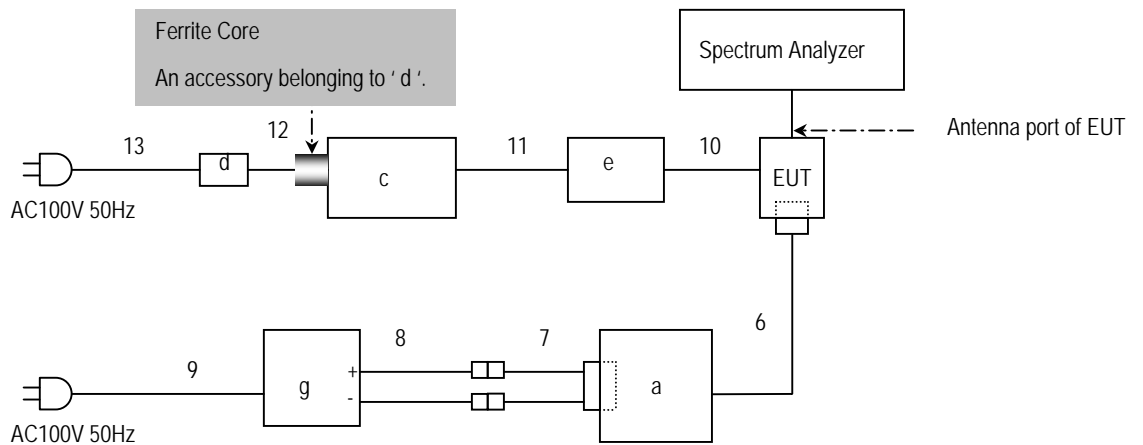 Ferrite Core
An accessory belonging to ' d '.
Spectrum Analyzer
Antenna port of EUT
13
12
11
10
d
c
e
EUT
AC100V 50Hz
9
8
7
6
g
+
-
a
AC100V 50Hz